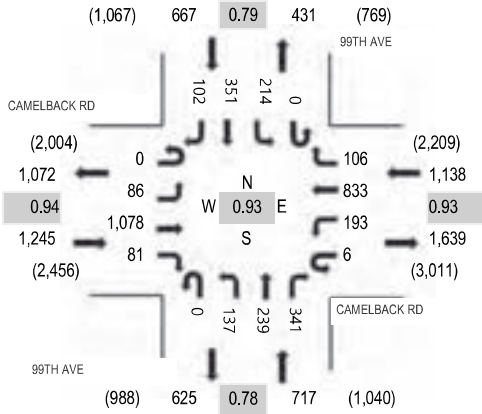 (1,067) 667 0.79 431 (769)
99TH AVE
102 351 214 0
CAMELBACK RD
(2,004) (2,209)
0 106
1,072 1,138
N
86 833
0.94 W 0.93 E 0.93
1,078 193
1,245 S 1,639
81 6
(2,456) (3,011)
0 137 239 341
CAMELBACK RD
99TH AVE
(988) 625 0.78 717 (1,040)